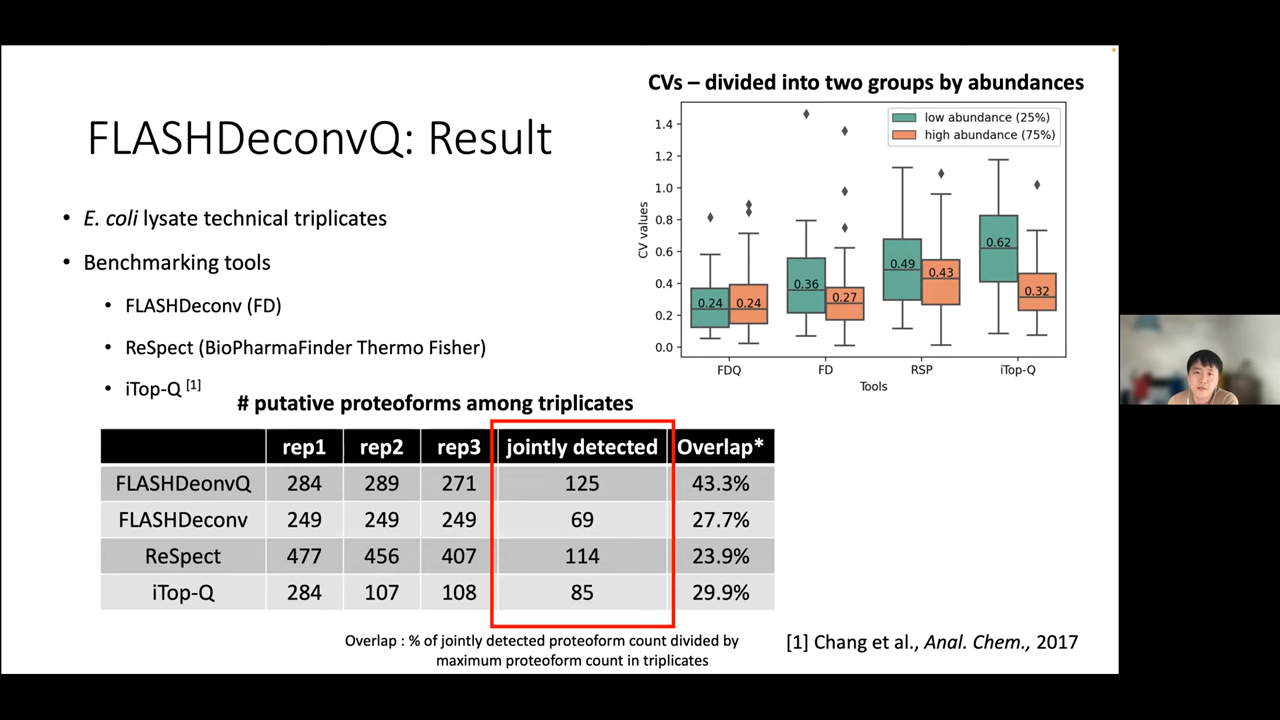 CVs – divided into two groups by abundances
FLASHDeconvQ: Result
• E. coli lysate technical triplicates
• Benchmarking tools
• FLASHDeconv (FD)
• ReSpect (BioPharmaFinder Thermo Fisher)
• iTop-Q [1]
CV values
1.4
1.2
1.0
0.8
0.6
0.4
0.2
0.0
low abundance (25%)
high abundance (75%)
0.24 0.24 0.36 0.27 0.49 0.43 0.62 0.32
FDQ FD RSP iTop-Q
Tools
# putative proteoforms among triplicates
rep1 rep2 rep3 jointly detected Overlap*
FLASHDeonvQ 284 289 271 125 43.3%
FLASHDeconv 249 249 249 69 27.7%
ReSpect 477 456 407 114 23.9%
iTop-Q 284 107 108 85 29.9%
Overlap : % of jointly detected proteoform count divided by
maximum proteoform count in triplicates
[1] Chang et al., Anal. Chem., 2017